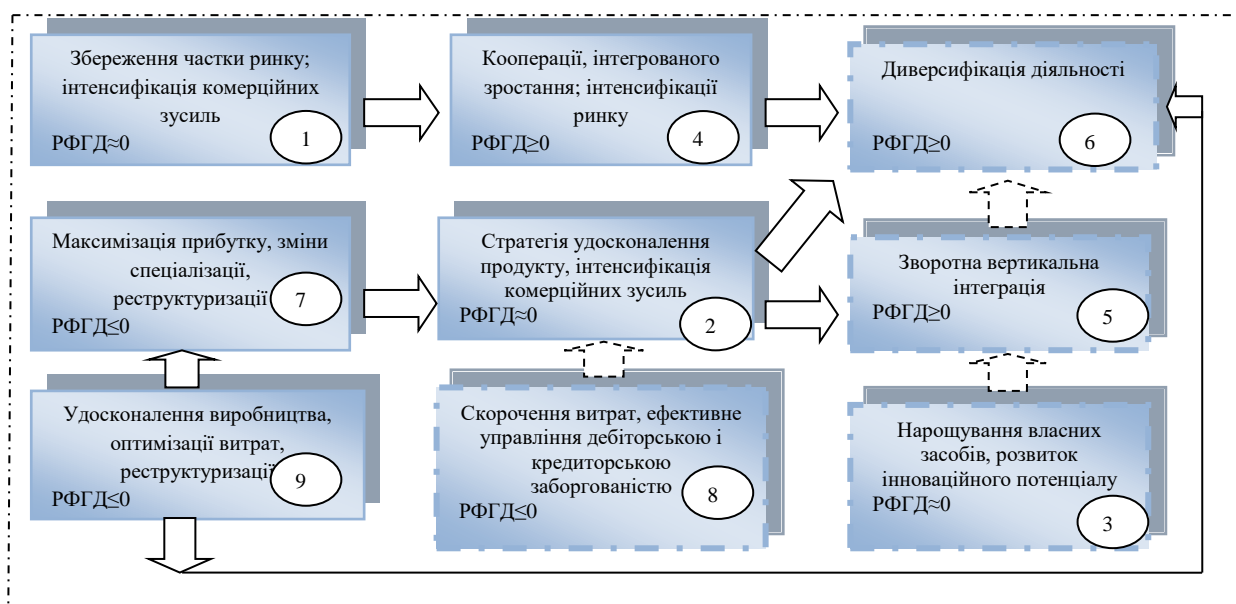 Збереження частки ринку;
інтенсифікація комерційних
зусиль
РФГД≈0
1
Кооперації, інтегрованого
зростання; інтенсифікації
ринку
РФГД≥0
4
Диверсифікація діяльності
РФГД≥0
6
Максимізація прибутку, зміни
спеціалізації,
реструктуризації
РФГД≤0
7
Стратегія удосконалення
продукту, інтенсифікація
комерційних зусиль
РФГД≈0
2
Зворотна вертикальна
інтеграція
РФГД≥0
5
Удосконалення виробництва,
оптимізації витрат,
реструктуризації
РФГД≤0
9
Скорочення витрат, ефективне
управління дебіторською і
кредиторською
заборгованістю
РФГД≤0
8
Нарощування власних
засобів, розвиток
інноваційного потенціалу
РФГД≈0
3